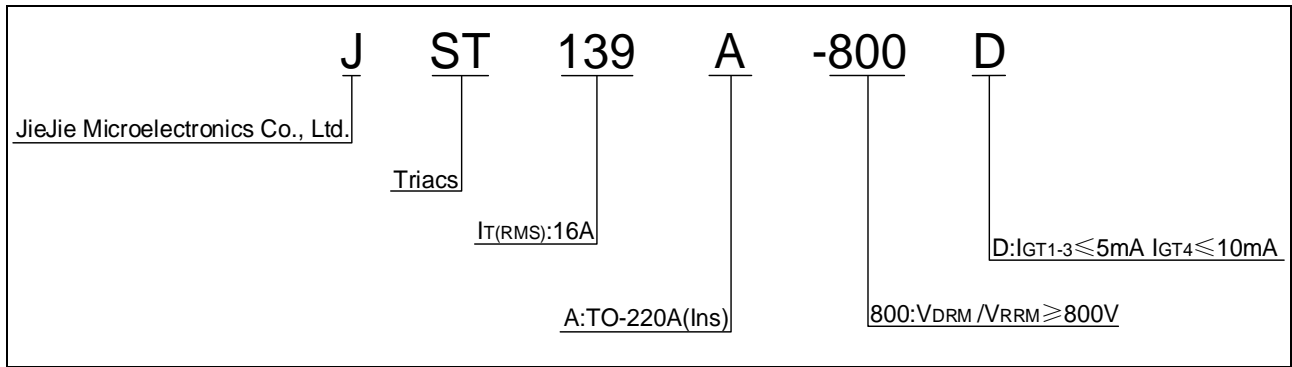 J ST 139 A -800 D
JieJie Microelectronics Co., Ltd.
Triacs
IT(RMS):16A
D:IGT1-3≤5mA IGT4≤10mA
A:TO-220A(Ins)
800:VDRM /VRRM≥800V